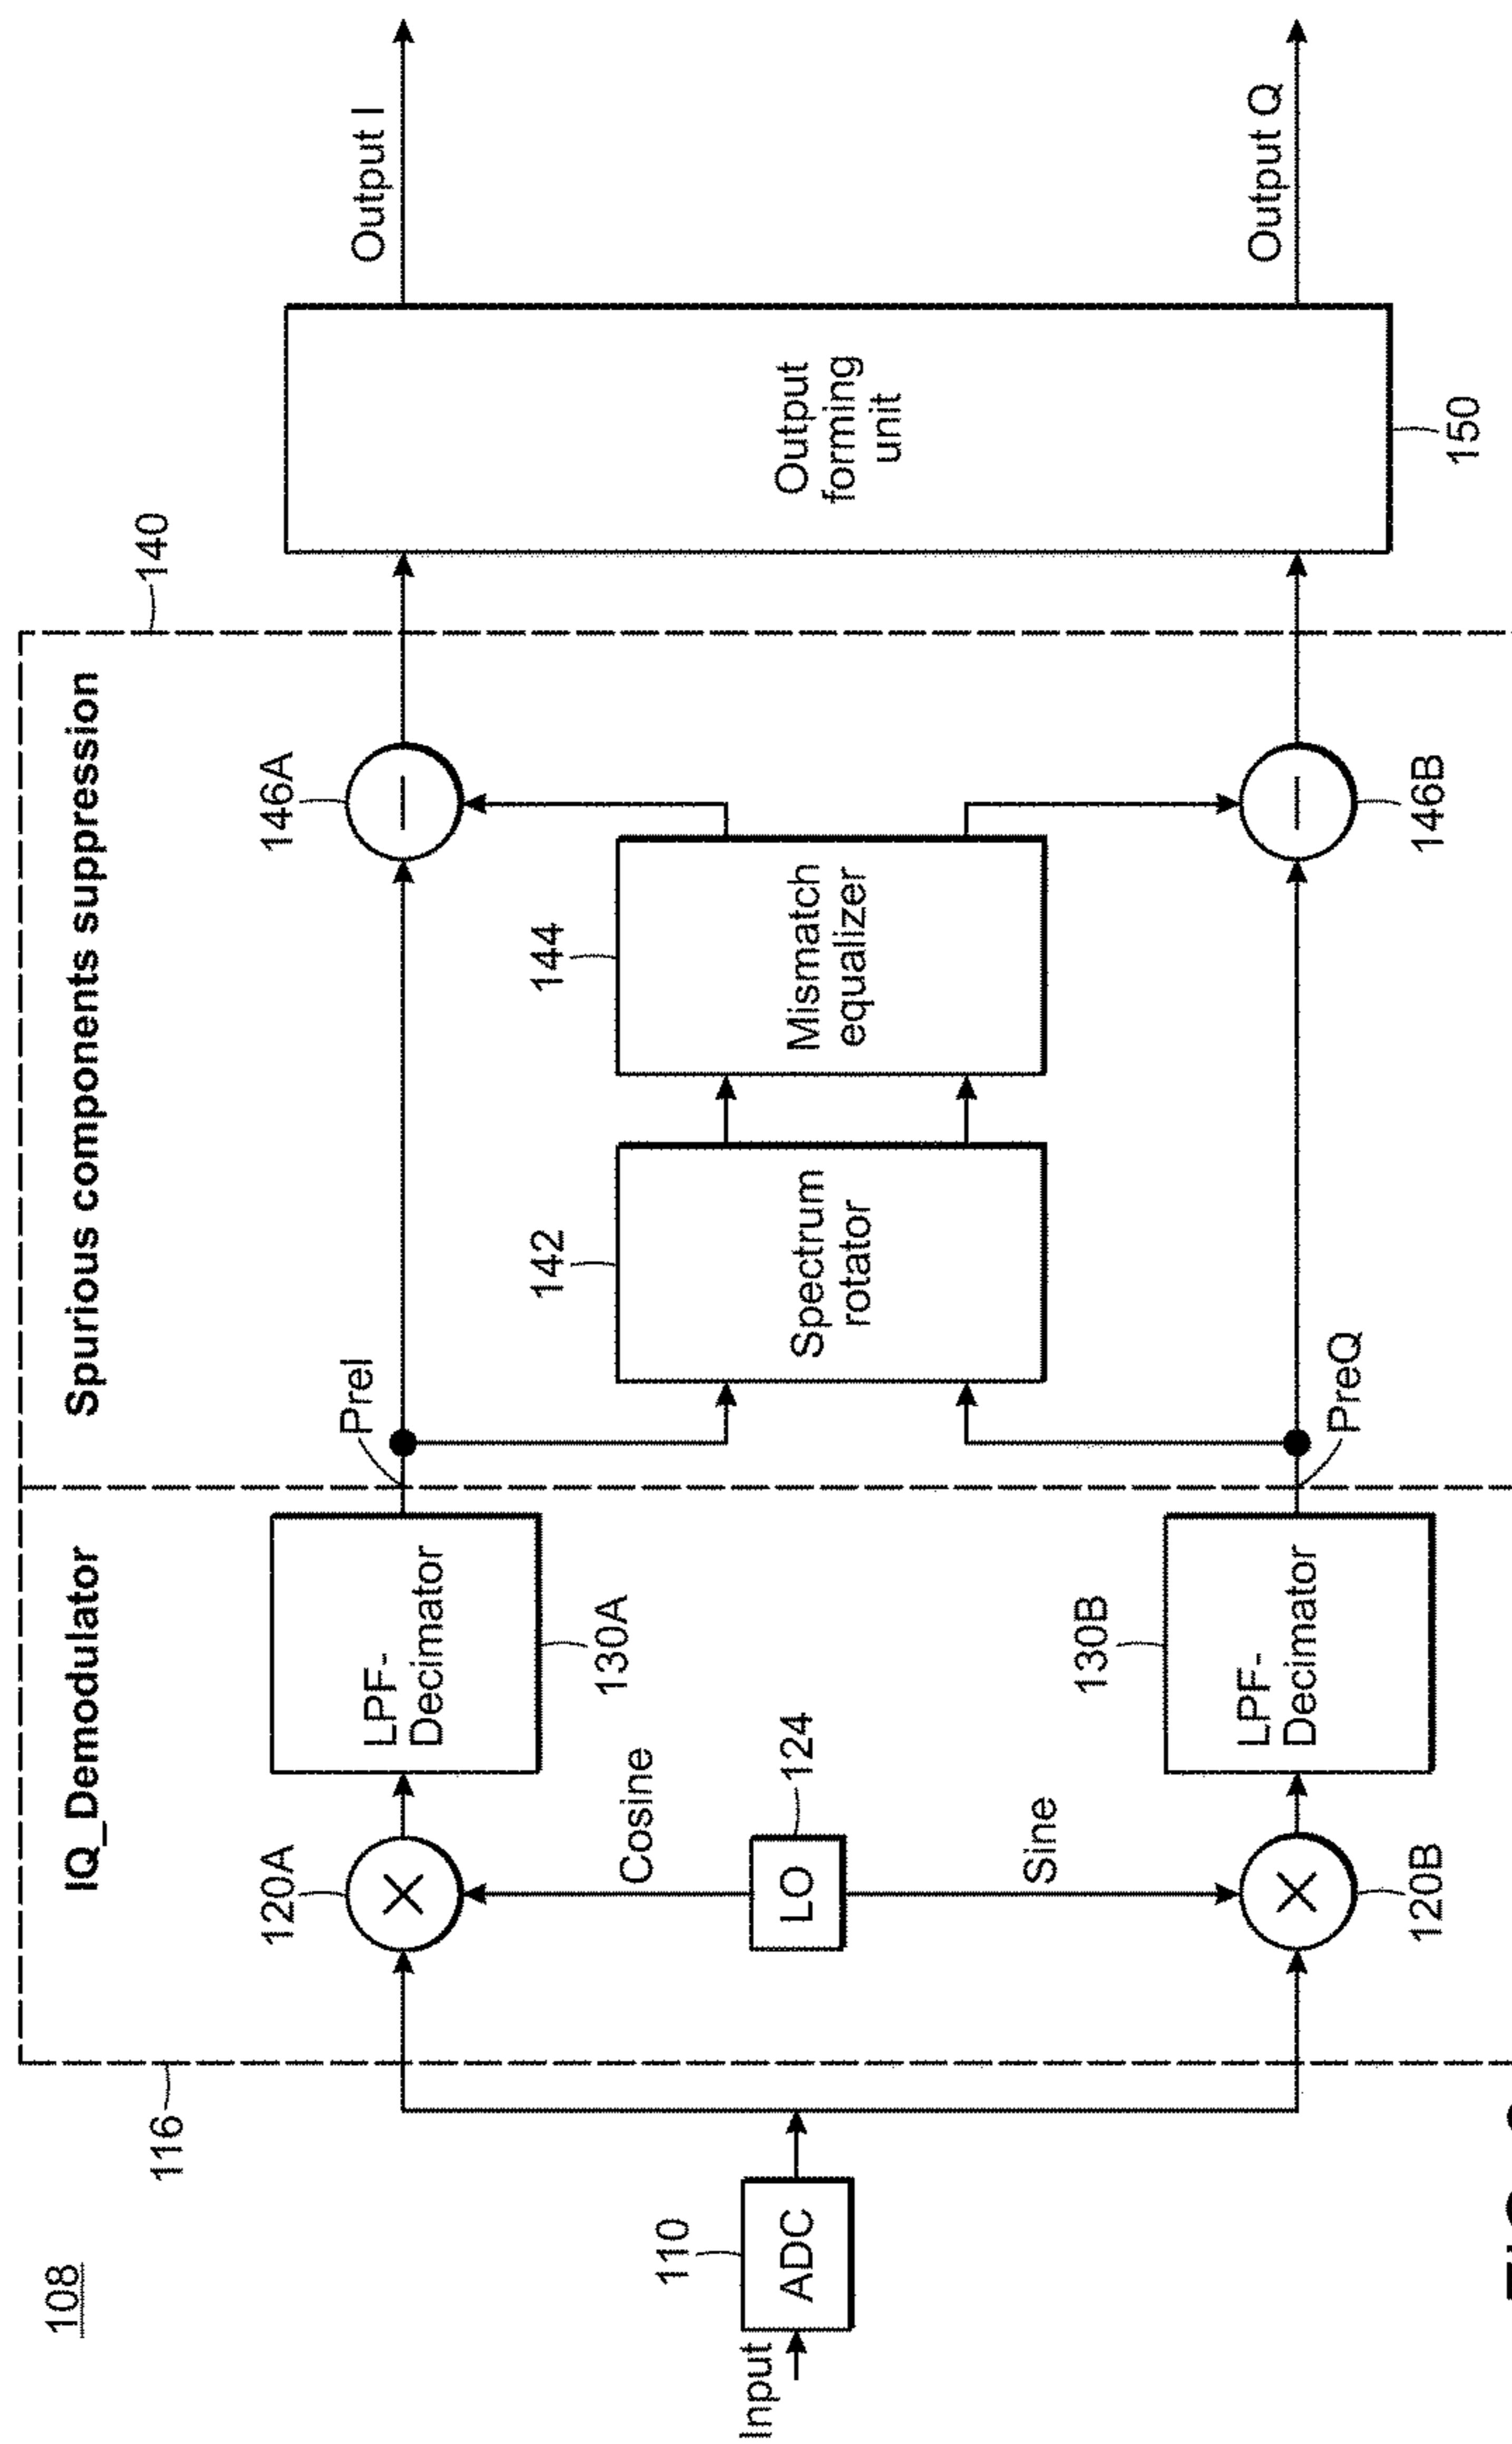 108
116
140
IQ_Demodulator
Spurious components suppression
Input
ADC
110
120A
LPF-
Decimator
130A
PreI
Cosine
LO
124
Sine
120B
130B
LPF-
Decimator
PreQ
142
Spectrum
rotator
144
Mismatch
equalizer
146A
146B
Output
forming
unit
150
Output I
Output Q